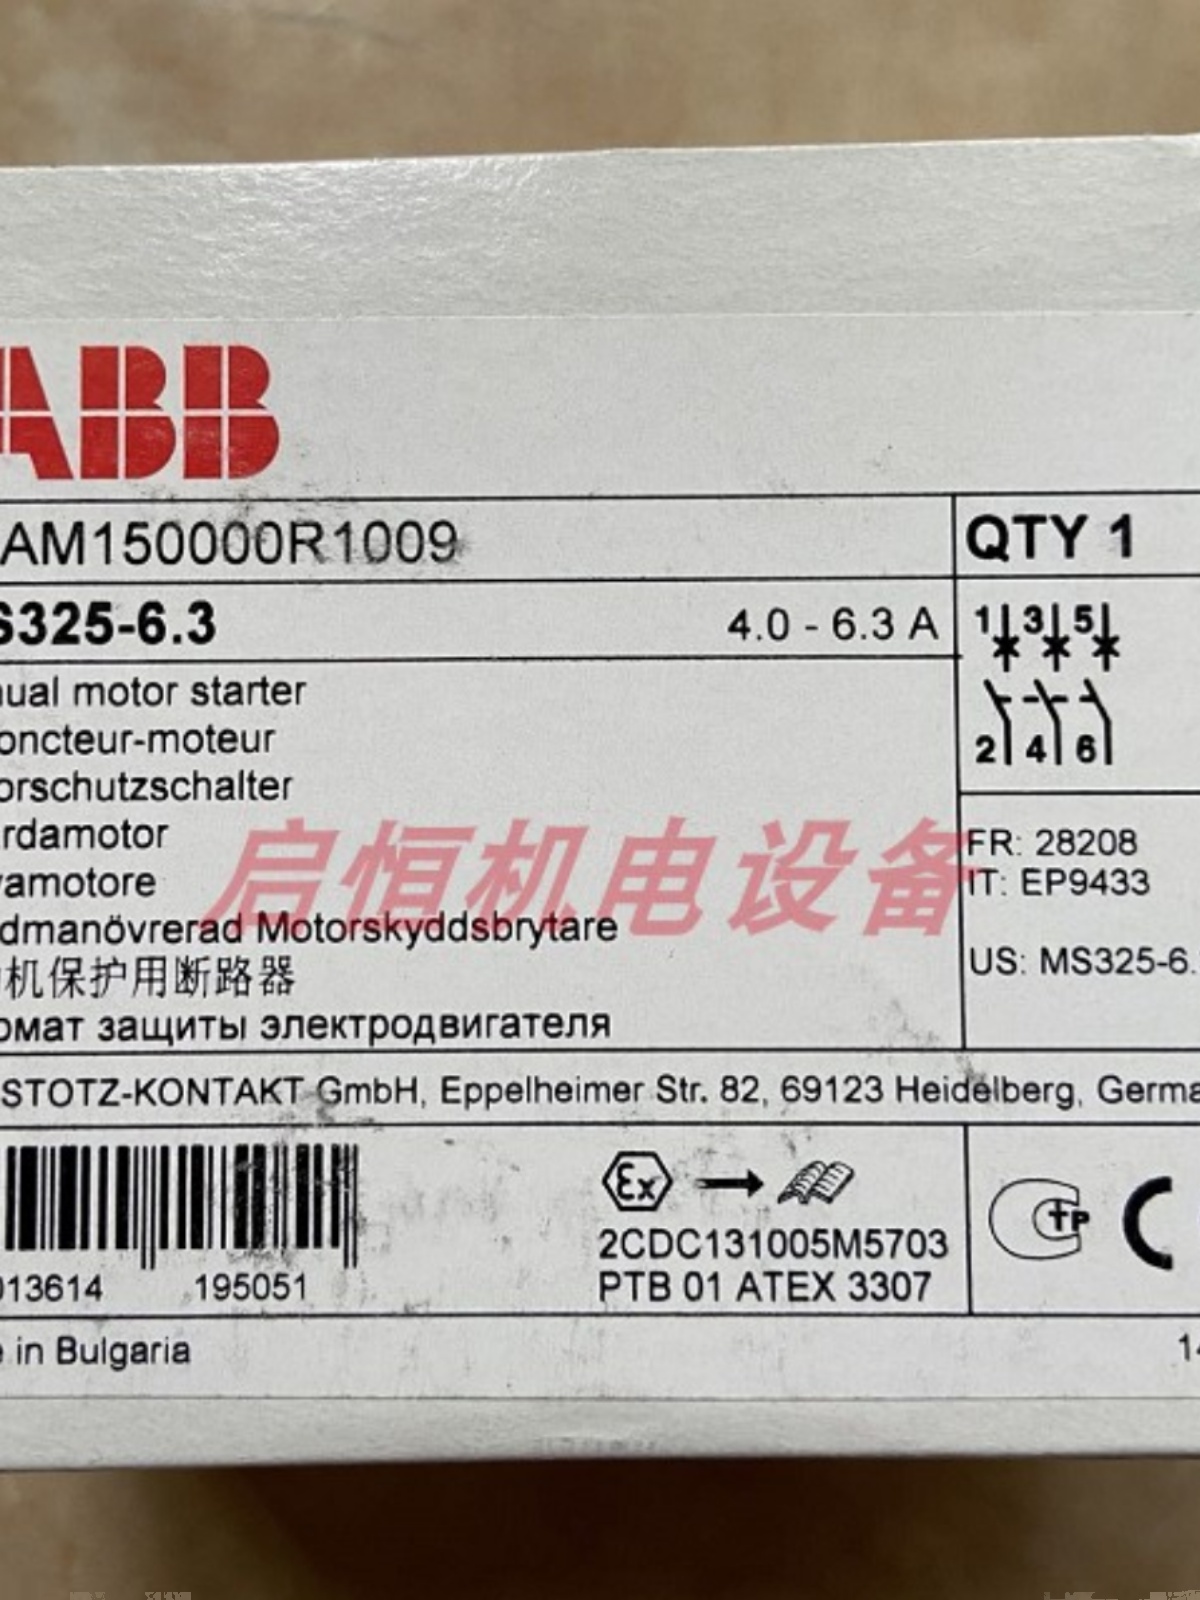 ABB
AM150000R1009
QTY 1
S325-6.3
4.0 - 6.3 A
1 3 5
2 4 6
ual motor starter
oncteur-moteur
orschutzschalter
rdamotor
vamotore
dmanövrerad Motorskyddsbrytare
机保护用断路器
омат защиты электродвигателя
FR: 28208
IT: EP9433
US: MS325-6.
启恒机电设备
STOTZ-KONTAKT GmbH, Eppelheimer Str. 82, 69123 Heidelberg, Germa
013614 195051
Ex
2CDC131005M5703
PTB 01 ATEX 3307
in Bulgaria
14